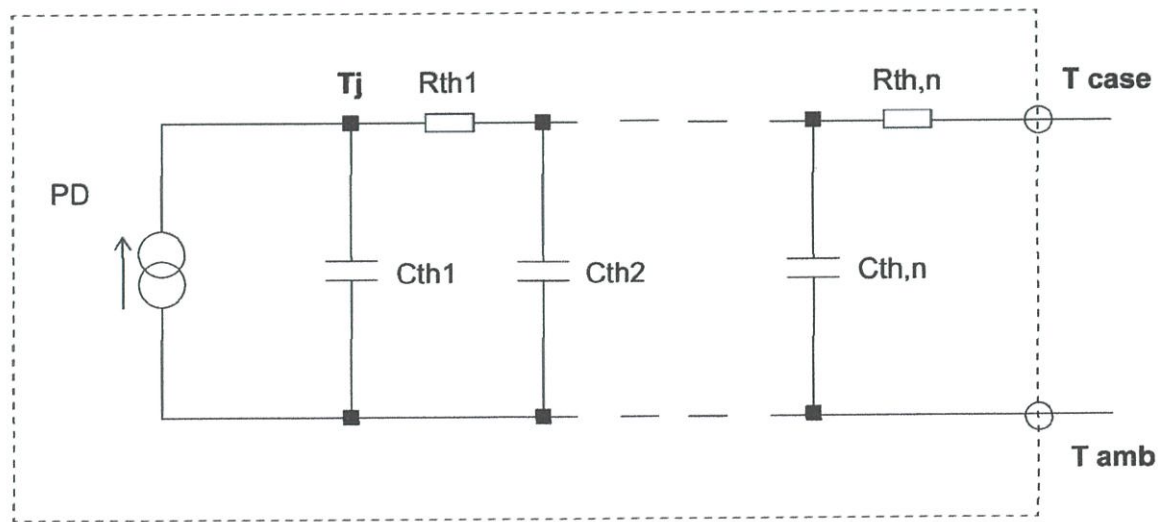 Tj
Rth1
Rth,n
T case
PD
Cth1
Cth2
Cth,n
T amb